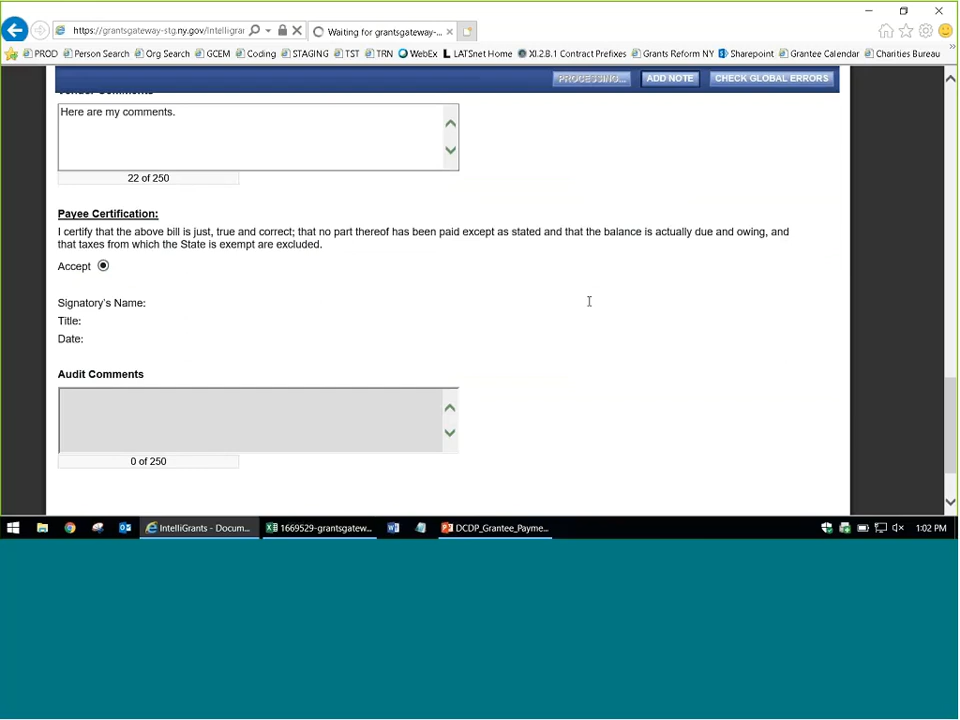 https://grantsgateway-stg.ny.gov/Intelligrar
Waiting for grantsgateway-...
PROD Person Search Org Search GCEM Coding STAGING TST TRN WebEx LATSnet Home XI.2.8.1 Contract Prefixes Grants Reform NY Sharepoint Grantee Calendar Charities Bureau
PROCESSING... ADD NOTE CHECK GLOBAL ERRORS
Vendor Comments
Here are my comments.
22 of 250
Payee Certification:
I certify that the above bill is just, true and correct; that no part thereof has been paid except as stated and that the balance is actually due and owing, and
that taxes from which the State is exempt are excluded.
Accept
Signatory's Name:
Title:
Date:
Audit Comments
0 of 250
IntelliGrants - Docum... 1669529-grantsgatew... DCDP_Grantee_Payme... 1:02 PM